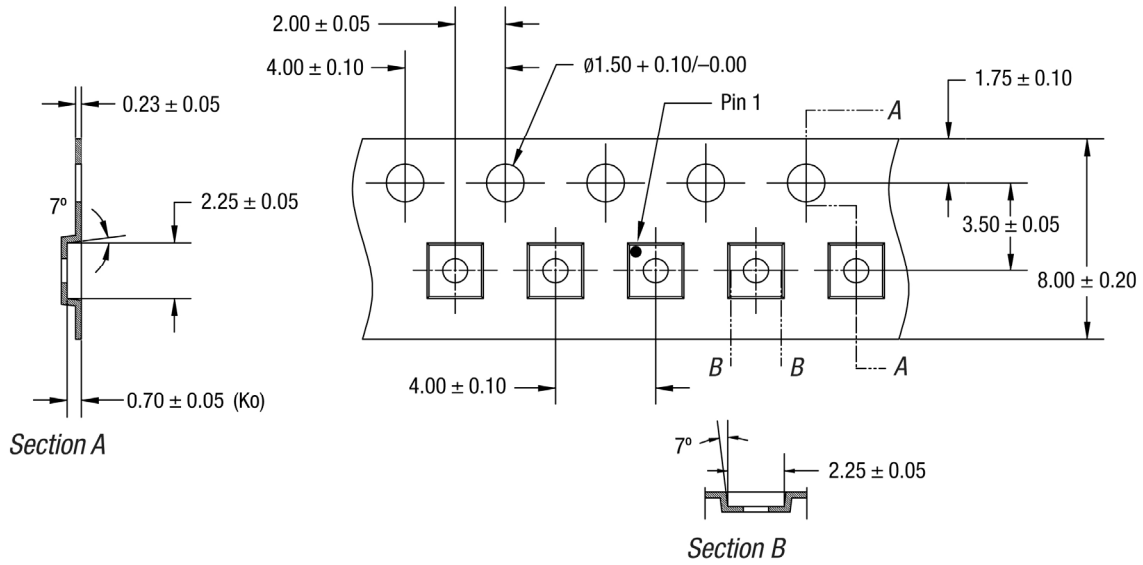 2.00 ± 0.05
4.00 ± 0.10
ø1.50 + 0.10/–0.00
1.75 ± 0.10
0.23 ± 0.05
Pin 1
A
7º
2.25 ± 0.05
3.50 ± 0.05
8.00 ± 0.20
B
B
A
4.00 ± 0.10
0.70 ± 0.05 (Ko)
Section A
7º
2.25 ± 0.05
Section B